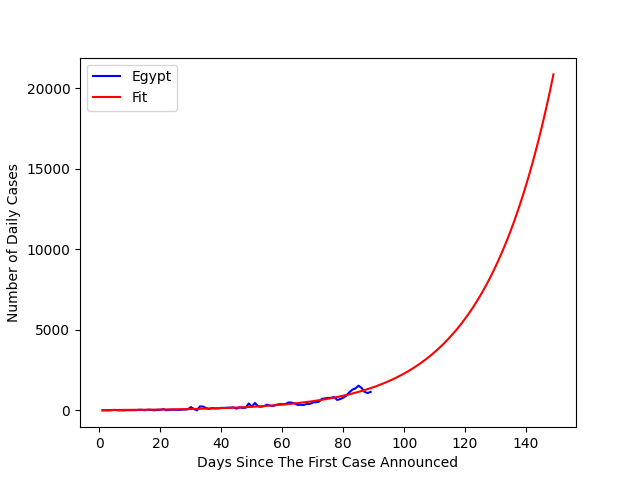 Egypt
Fit
Number of Daily Cases
20000
15000
10000
5000
0
0 20 40 60 80 100 120 140
Days Since The First Case Announced